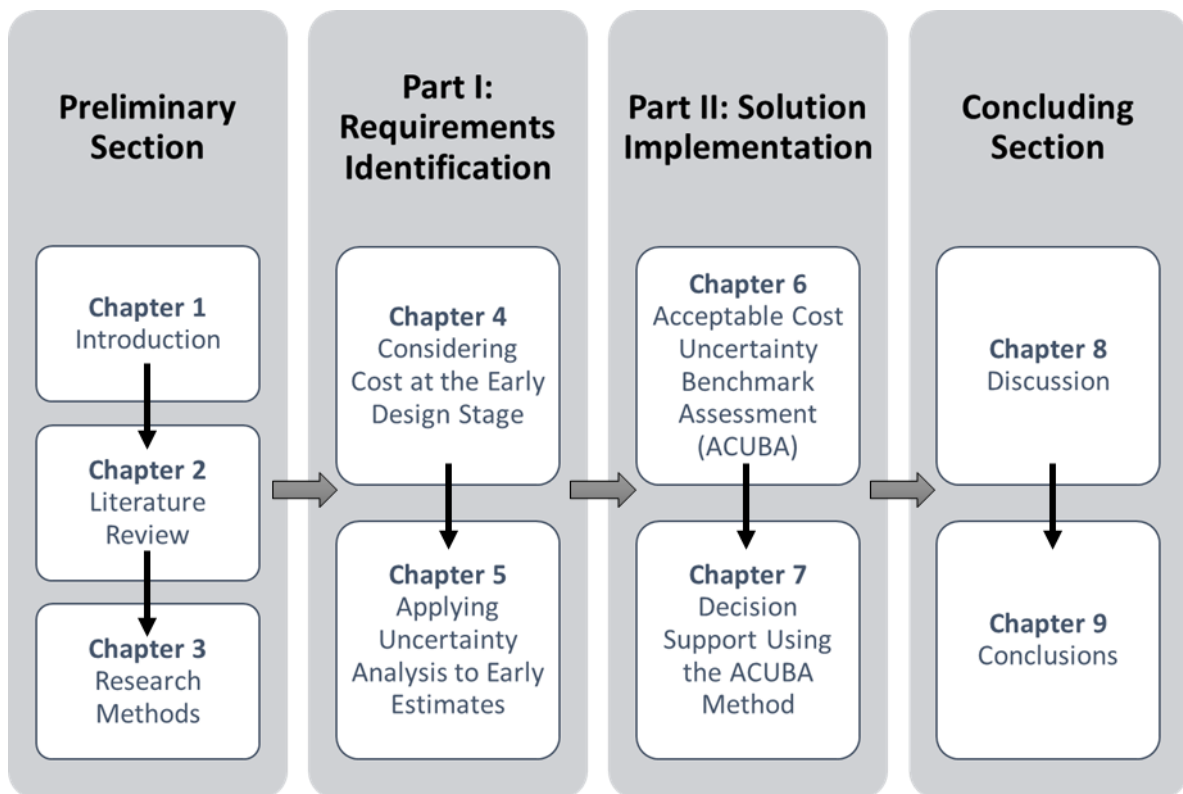 Preliminary
Section
Chapter 1
Introduction
Chapter 2
Literature
Review
Chapter 3
Research
Methods
Part I:
Requirements
Identification
Chapter 4
Considering
Cost at the Early
Design Stage
Chapter 5
Applying
Uncertainty
Analysis to Early
Estimates
Part II: Solution
Implementation
Chapter 6
Acceptable Cost
Uncertainty
Benchmark
Assessment
(ACUBA)
Chapter 7
Decision
Support Using
the ACUBA
Method
Concluding
Section
Chapter 8
Discussion
Chapter 9
Conclusions